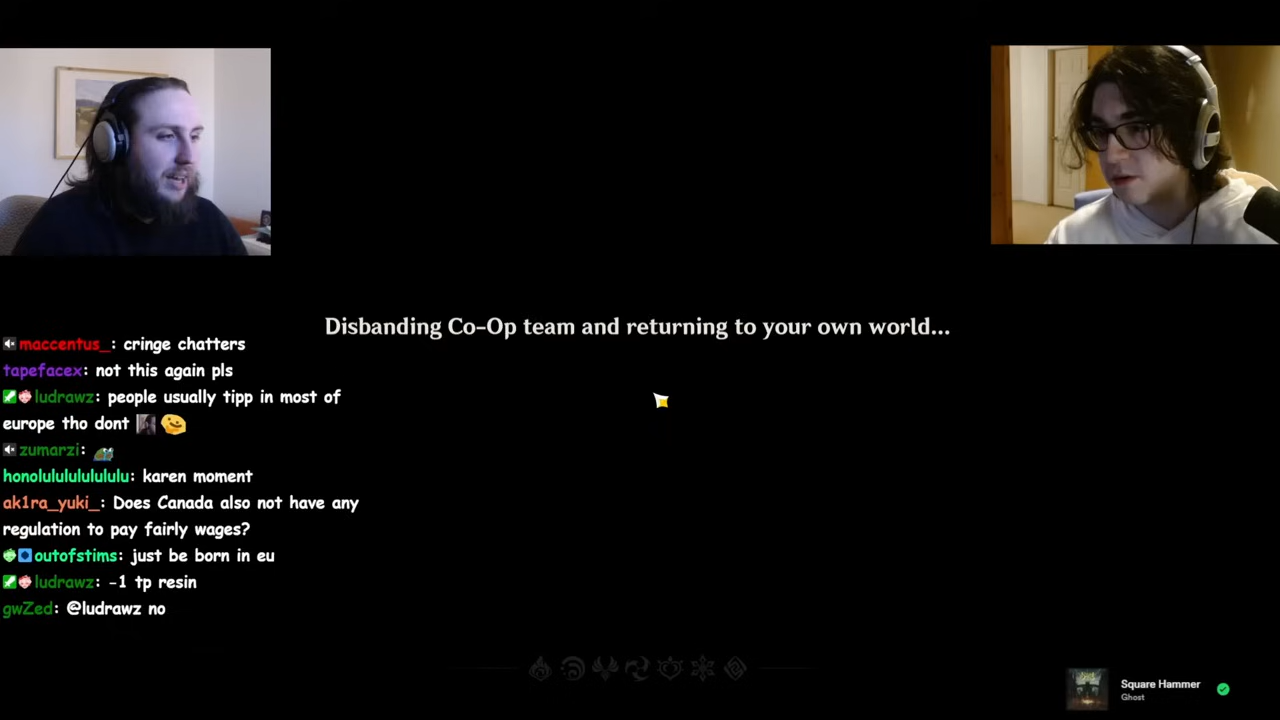 Disbanding Co-Op team and returning to your own world...
maccentus_: cringe chatters
tapefacex: not this again pls
ludrawz: people usually tipp in most of
europe tho dont
zumarzi:
honolulululululululu: karen moment
ak1ra_yuki_: Does Canada also not have any
regulation to pay fairly wages?
outofstims: just be born in eu
ludrawz: -1 tp resin
gwZed: @ludrawz no
Square Hammer
Ghost